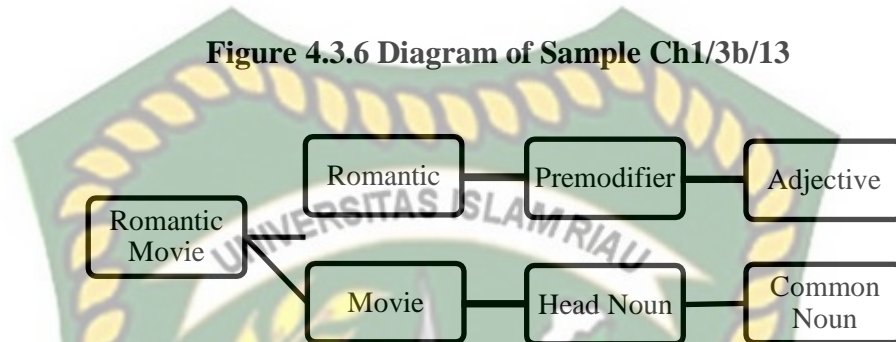 Figure 4.3.6 Diagram of Sample Ch1/3b/13
Romantic
Movie
Romantic
Premodifier
Adjective
Movie
Head Noun
Common
Noun
UNIVERSITAS ISLAM RIAU